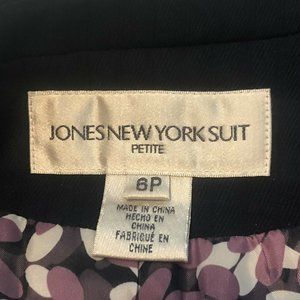 JONES NEW YORK SUIT
PETITE
6P
MADE IN CHINA
HECHO EN
CHINA
FABRIQUÉ EN
CHINE